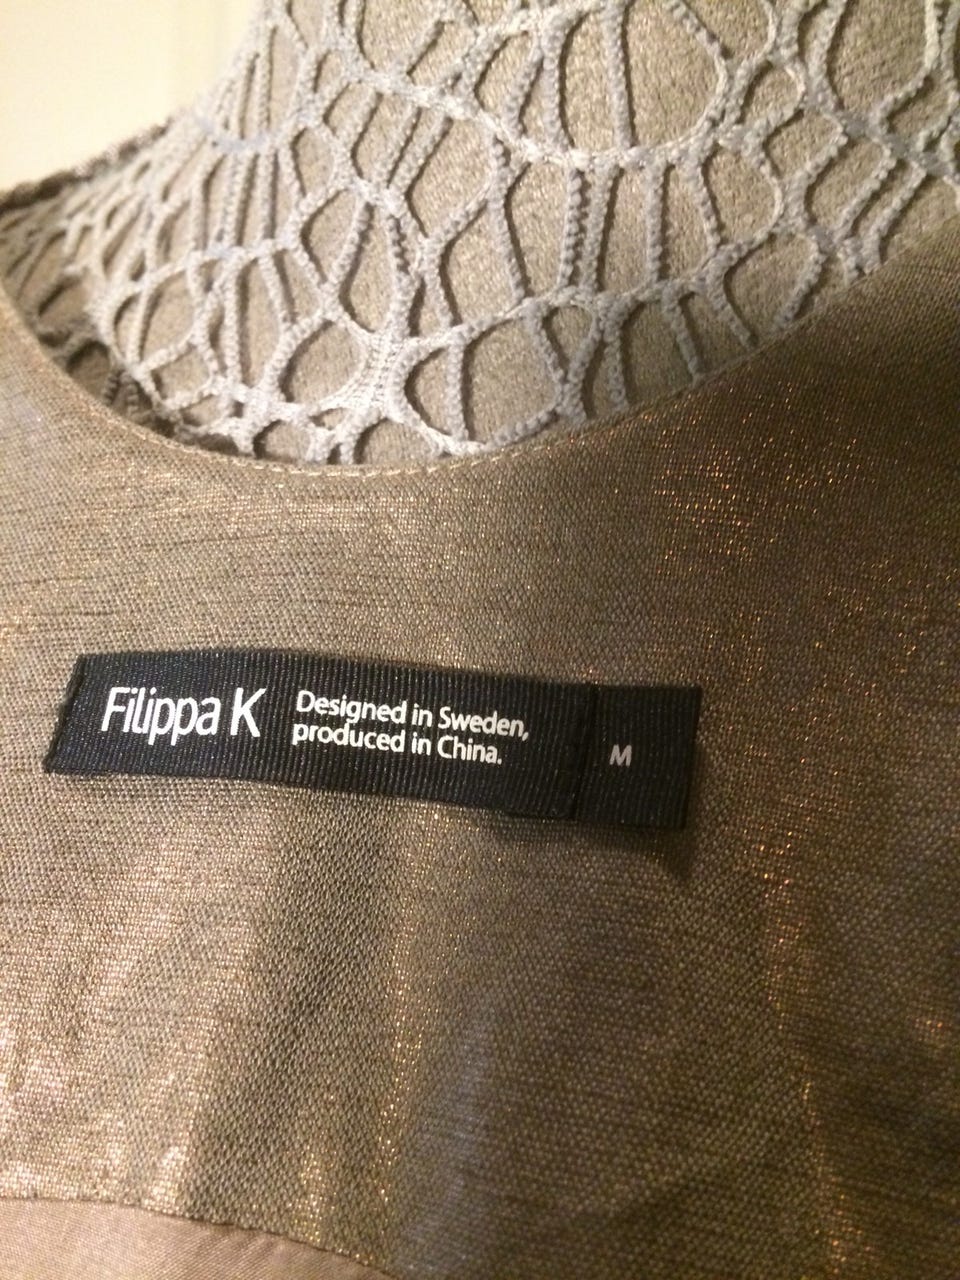 Filippa K
Designed in Sweden,
produced in China.
M